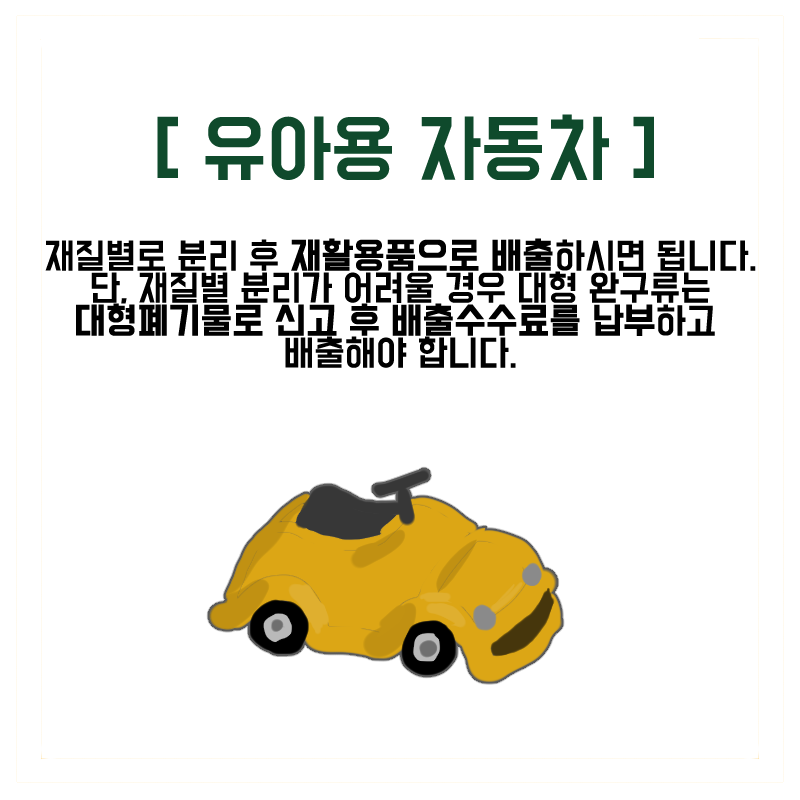 [ 유아용 자동차 ]
재질별로 분리 후 재활용품으로 배출하시면 됩니다.
단, 재질별 분리가 어려울 경우 대형 완구류는
대형폐기물로 신고 후 배출수수료를 납부하고
배출해야 합니다.